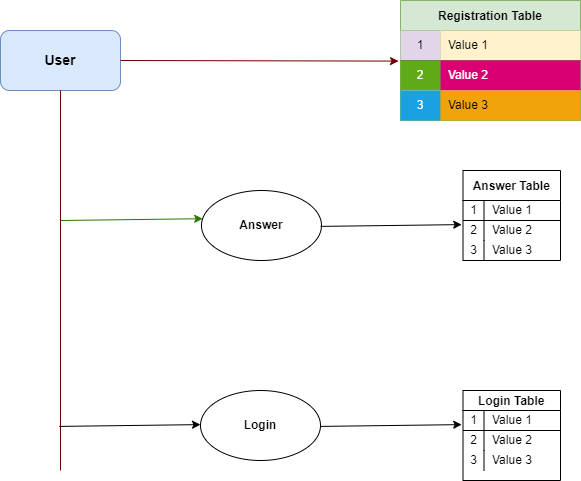 Registration Table
User
1 Value 1
2 Value 2
3 Value 3
Answer Table
1 Value 1
Answer
2 Value 2
3 Value 3
Login Table
1 Value 1
Login
2 Value 2
3 Value 3